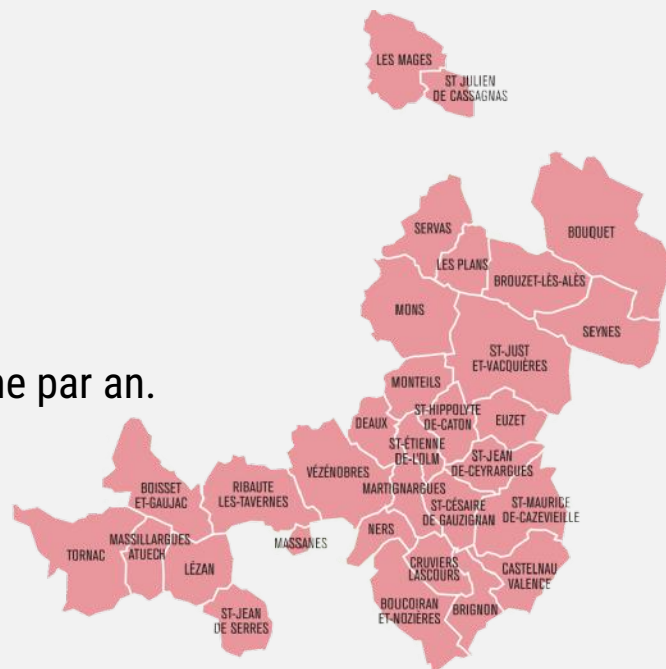 LES MAGES
ST JULIEN
DE CASSAGNAS
SERVAS
BOUQUET
LES PLANS
BROUZET-LÈS-ALÈS
MONS
SEYNES
ST-JUST
ET-VACQUIÈRES
ne par an.
MONTEILS
ST-HIPPOLYTE
DE-CATON
EUZET
DEAUX
ST-ÉTIENNE
DE-L'OLM
ST-JEAN
DE-CEYRARGUES
VÉZÉNOBRES
MARTIGNARGUES
BOISSET
ET-GAUJAC
RIBAUTE
LES-TAVERNES
ST-CÉSAIRE
DE GAUZIGNAN
ST-MAURICE
DE-CAZEVIEILLE
MASSANES
NERS
TORNAC
MASSILLARGUES
ATUECH
LÉZAN
CRUVIERS
LASCOURS
CASTELNAU
VALENCE
BOUCOIRAN
ET-NOZIÈRES
BRIGNON
ST-JEAN
DE SERRES